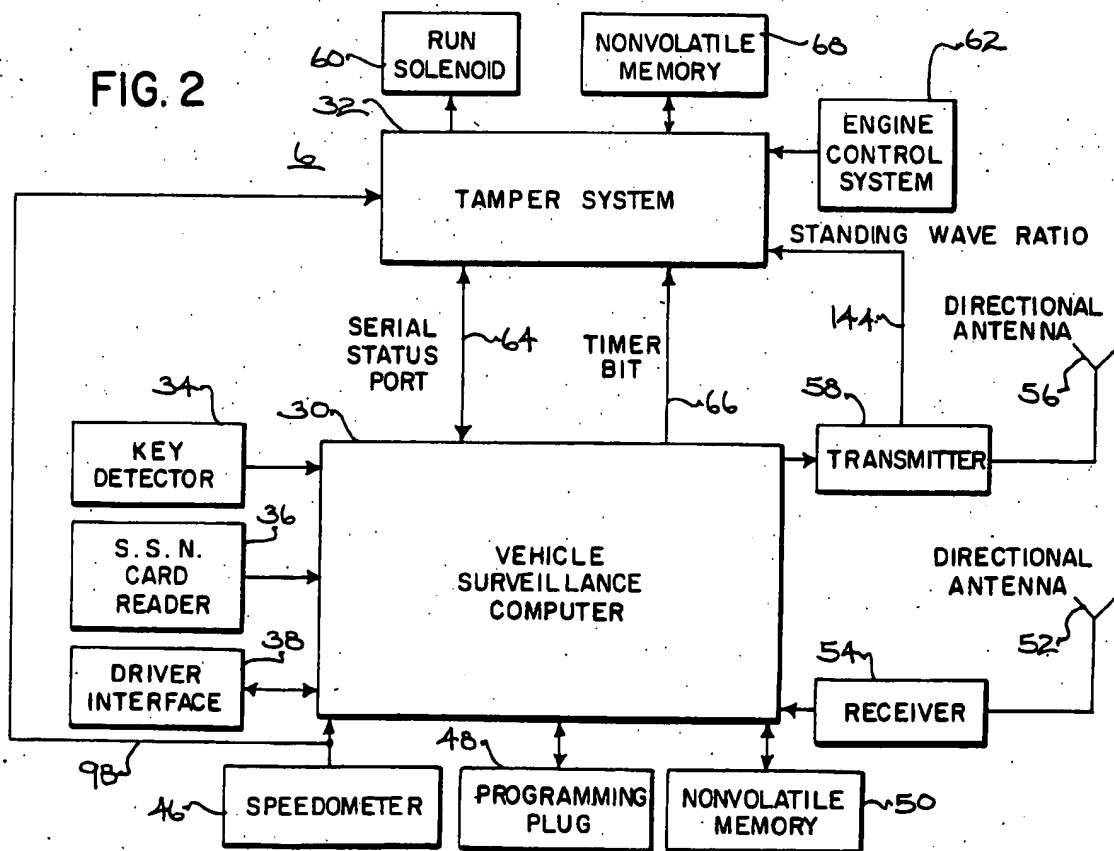 FIG. 2
60
RUN
SOLENOID
NONVOLATILE
MEMORY
68
62
32
6
ENGINE
CONTROL
SYSTEM
TAMPER SYSTEM
STANDING WAVE RATIO
SERIAL
STATUS
PORT
64
TIMER
BIT
66
144
DIRECTIONAL
ANTENNA
56
34
KEY
DETECTOR
30
58
TRANSMITTER
36
S. S. N.
CARD
READER
VEHICLE
SURVEILLANCE
COMPUTER
DIRECTIONAL
ANTENNA
52
38
DRIVER
INTERFACE
54
RECEIVER
98
46
SPEEDOMETER
48
PROGRAMMING
PLUG
NONVOLATILE
MEMORY
50